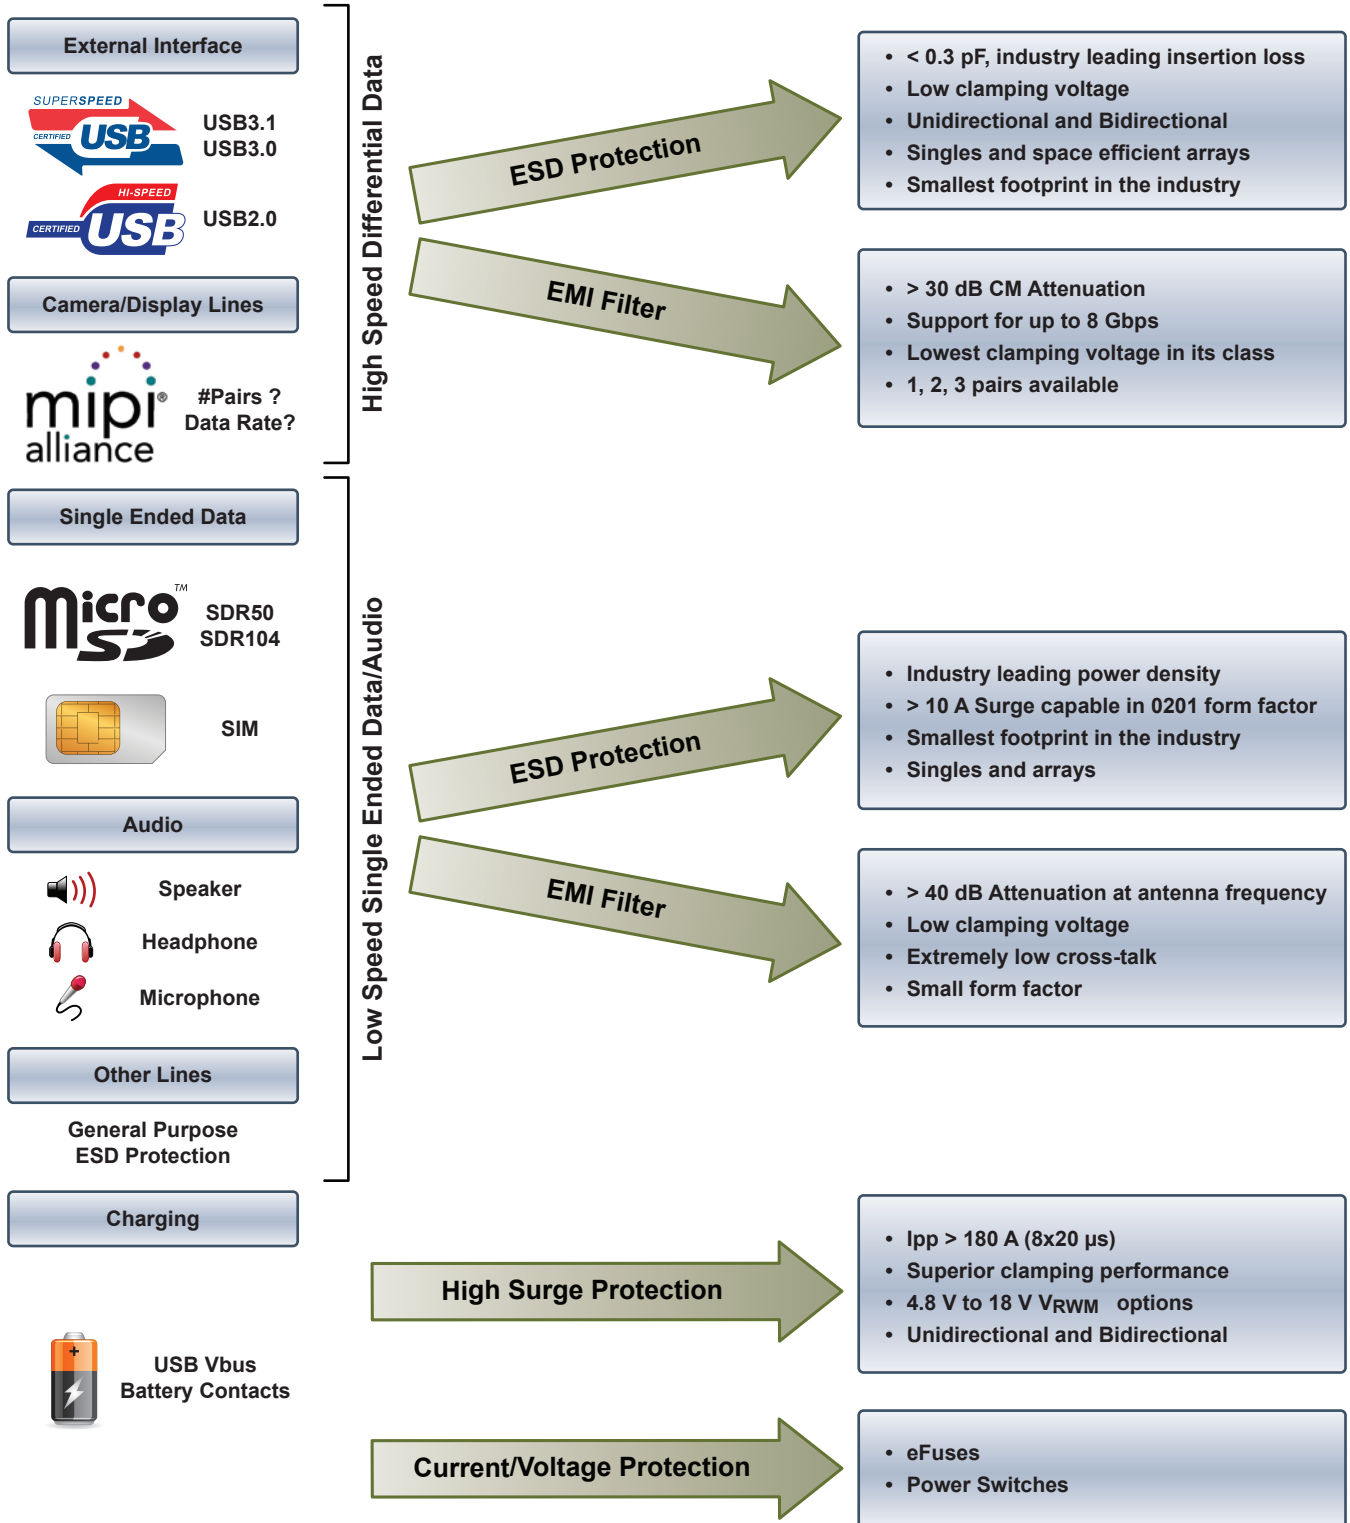 External Interface
SUPERSPEED
CERTIFIED USB
USB3.1
USB3.0
HI-SPEED
CERTIFIED USB
USB2.0
Camera/Display Lines
mipi®
alliance
#Pairs ?
Data Rate?
High Speed Differential Data
ESD Protection
• < 0.3 pF, industry leading insertion loss
• Low clamping voltage
• Unidirectional and Bidirectional
• Singles and space efficient arrays
• Smallest footprint in the industry
EMI Filter
• > 30 dB CM Attenuation
• Support for up to 8 Gbps
• Lowest clamping voltage in its class
• 1, 2, 3 pairs available
Single Ended Data
Micro™
SD
SDR50
SDR104
SIM
Audio
Speaker
Headphone
Microphone
Other Lines
General Purpose
ESD Protection
Low Speed Single Ended Data/Audio
ESD Protection
• Industry leading power density
• > 10 A Surge capable in 0201 form factor
• Smallest footprint in the industry
• Singles and arrays
EMI Filter
• > 40 dB Attenuation at antenna frequency
• Low clamping voltage
• Extremely low cross-talk
• Small form factor
Charging
+
USB Vbus
Battery Contacts
High Surge Protection
• Ipp > 180 A (8x20 µs)
• Superior clamping performance
• 4.8 V to 18 V VRWM options
• Unidirectional and Bidirectional
Current/Voltage Protection
• eFuses
• Power Switches